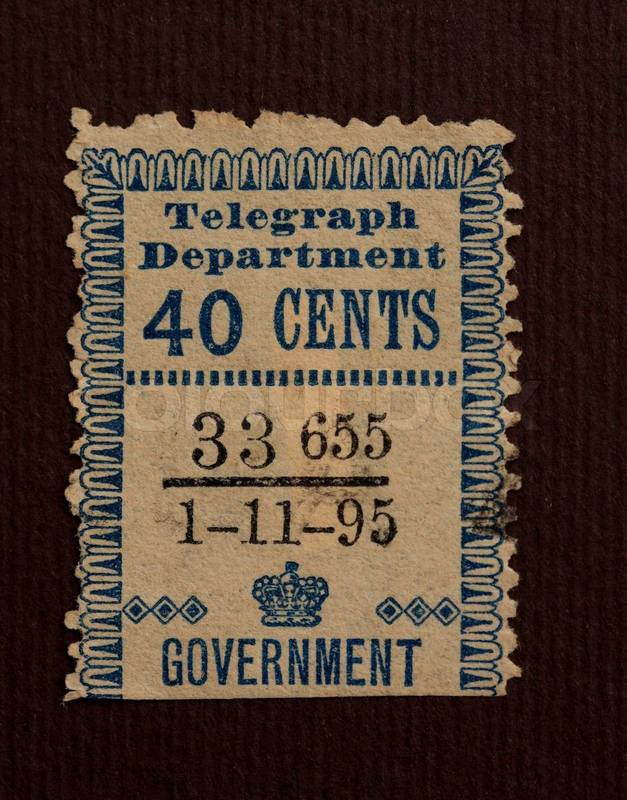 Telegraph
Department
40 CENTS
33 655
1-11-95
GOVERNMENT